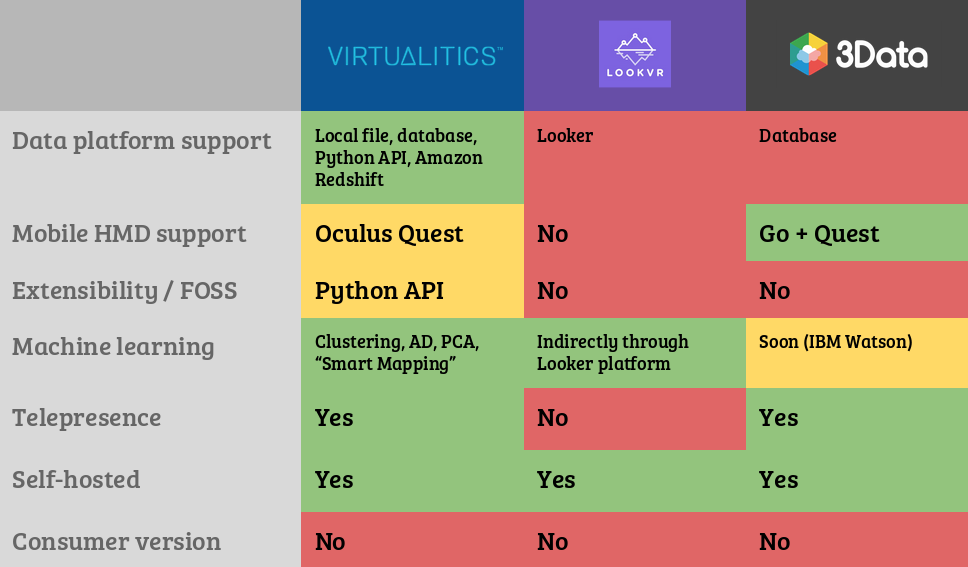 VIRTUALITICS™
LOOKVR
3Data
Data platform support
Local file, database,
Python API, Amazon
Redshift
Looker
Database
Mobile HMD support
Oculus Quest
No
Go + Quest
Extensibility / FOSS
Python API
No
No
Machine learning
Clustering, AD, PCA,
“Smart Mapping”
Indirectly through
Looker platform
Soon (IBM Watson)
Telepresence
Yes
No
Yes
Self-hosted
Yes
Yes
Yes
Consumer version
No
No
No